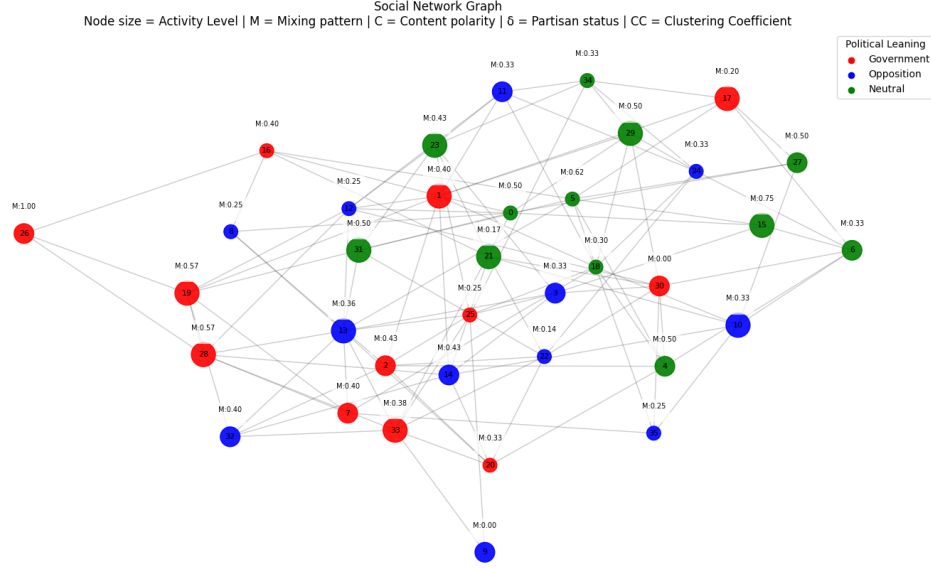 Social Network Graph
Node size = Activity Level | M = Mixing pattern | C = Content polarity | δ = Partisan status | CC = Clustering Coefficient
Political Leaning
Government
Opposition
Neutral
M:0.33
34
M:0.33
11
M:0.20
17
M:0.50
29
M:0.40
16
M:0.43
23
M:0.33
24
M:0.50
27
M:0.40
1
M:0.62
5
M:0.25
12
M:0.50
0
M:0.75
15
M:1.00
26
M:0.25
8
M:0.50
31
M:0.17
21
M:0.33
6
M:0.30
18
M:0.00
30
M:0.57
19
M:0.33
3
M:0.25
25
M:0.36
13
M:0.33
10
M:0.57
28
M:0.43
2
M:0.43
14
M:0.14
22
M:0.50
4
M:0.40
7
M:0.38
33
M:0.40
32
M:0.25
35
M:0.33
20
M:0.00
9